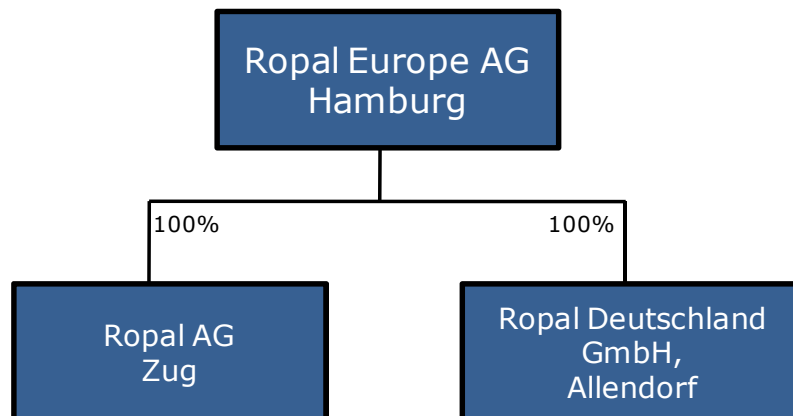 Ropal Europe AG
Hamburg
100%
100%
Ropal AG
Zug
Ropal Deutschland
GmbH,
Allendorf